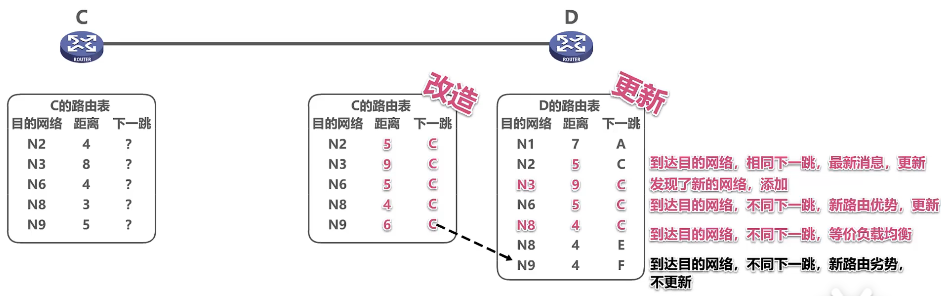 C
D
ROUTER
ROUTER
C的路由表
目的网络 距离 下一跳
N2 4 ?
N3 8 ?
N6 4 ?
N8 3 ?
N9 5 ?
改造
C的路由表
目的网络 距离 下一跳
N2 5 C
N3 9 C
N6 5 C
N8 4 C
N9 6 C
更新
D的路由表
目的网络 距离 下一跳
N1 7 A
N2 5 C
N3 9 C
N6 5 C
N8 4 C
N8 4 E
N9 4 F
到达目的网络，相同下一跳，最新消息，更新
发现了新的网络，添加
到达目的网络，不同下一跳，新路由优势，更新
到达目的网络，不同下一跳，等价负载均衡
到达目的网络，不同下一跳，新路由劣势，
不更新